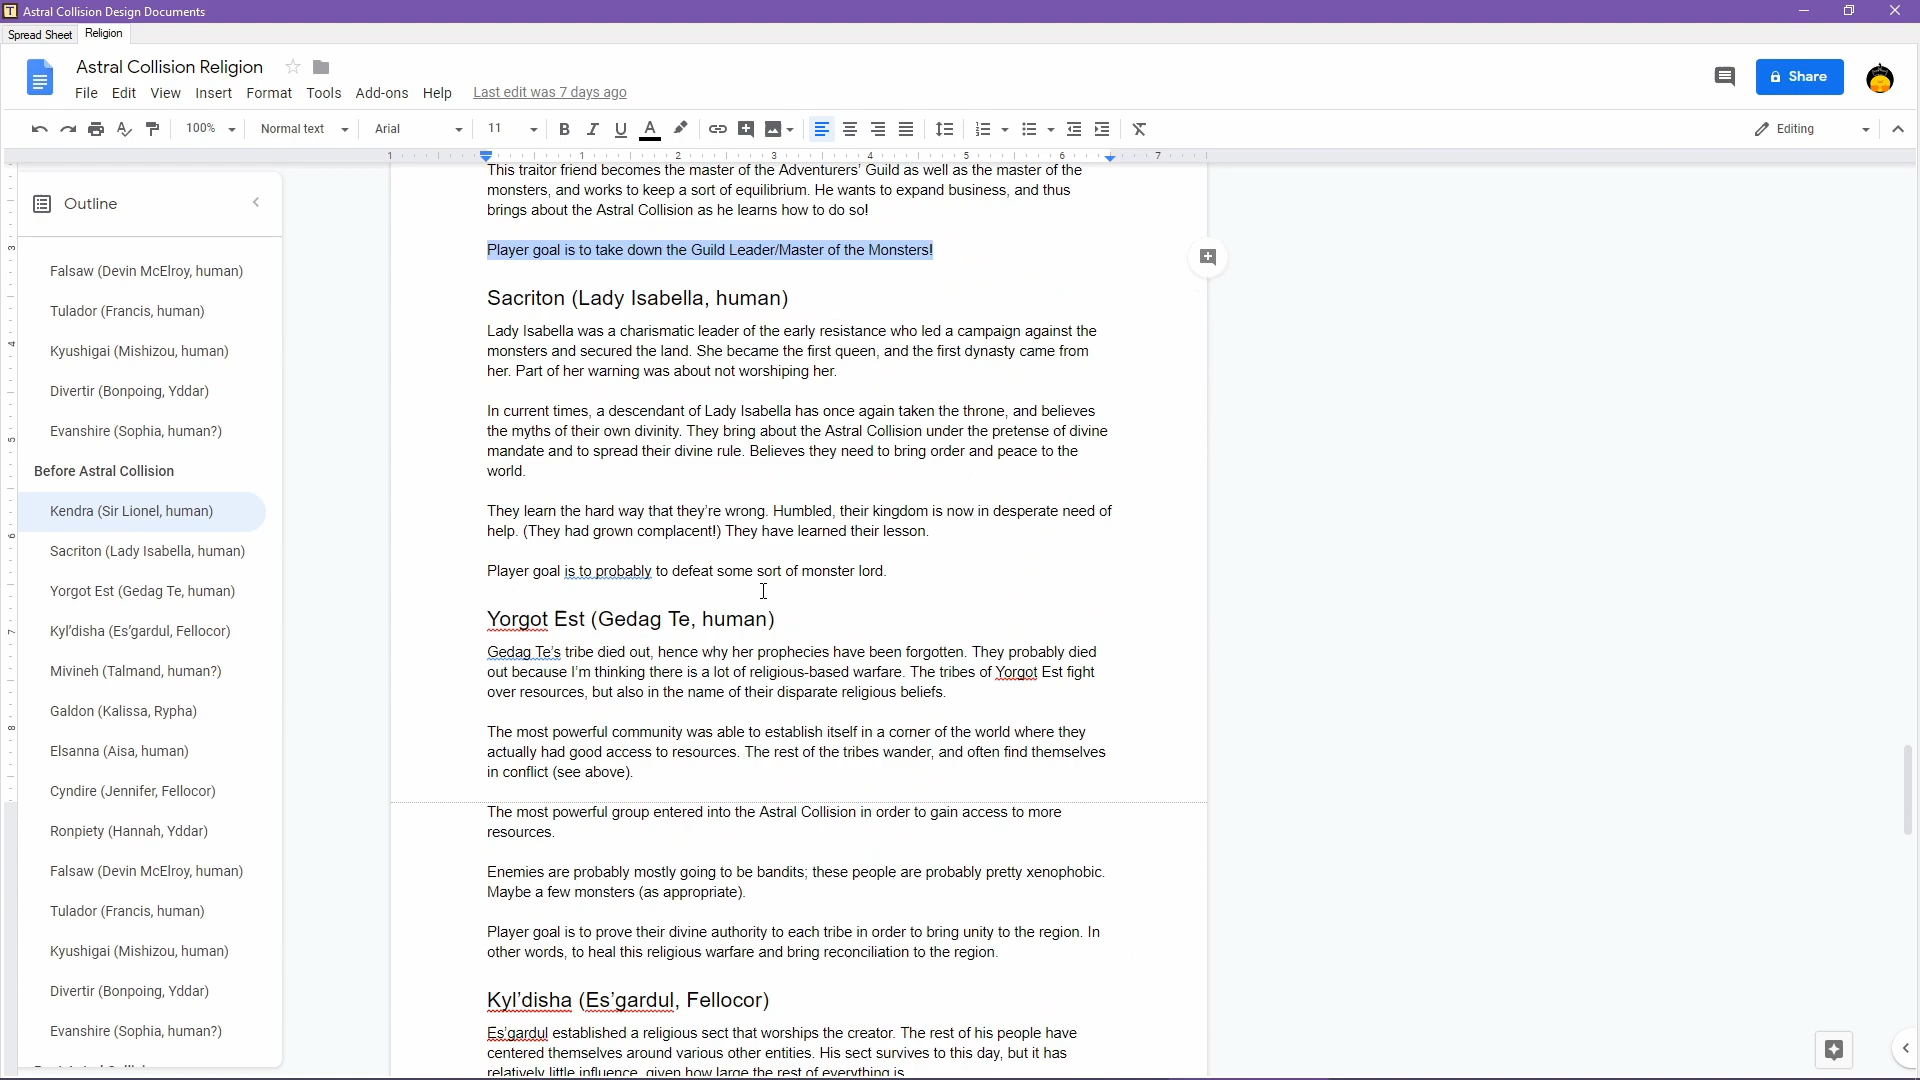 Astral Collision Design Documents
Spread Sheet Religion
Astral Collision Religion
File Edit View Insert Format Tools Add-ons Help Last edit was 7 days ago
Share
100% Normal text Arial 11 B I U A Editing
1 1 2 3 4 5 6 7
Outline
Falsaw (Devin McElroy, human)
Tulador (Francis, human)
Kyushigai (Mishizou, human)
Divertir (Bonpoing, Yddar)
Evanshire (Sophia, human?)
Before Astral Collision
Kendra (Sir Lionel, human)
Sacriton (Lady Isabella, human)
Yorgot Est (Gedag Te, human)
Kyl’disha (Es’gardul, Fellocor)
Mivineh (Talmand, human?)
Galdon (Kalissa, Rypha)
Elsanna (Aisa, human)
Cyndire (Jennifer, Fellocor)
Ronpiety (Hannah, Yddar)
Falsaw (Devin McElroy, human)
Tulador (Francis, human)
Kyushigai (Mishizou, human)
Divertir (Bonpoing, Yddar)
Evanshire (Sophia, human?)
3
4
5
6
7
8
This traitor friend becomes the master of the Adventurers’ Guild as well as the master of the
monsters, and works to keep a sort of equilibrium. He wants to expand business, and thus
brings about the Astral Collision as he learns how to do so!
Player goal is to take down the Guild Leader/Master of the Monsters!
Sacriton (Lady Isabella, human)
Lady Isabella was a charismatic leader of the early resistance who led a campaign against the
monsters and secured the land. She became the first queen, and the first dynasty came from
her. Part of her warning was about not worshiping her.
In current times, a descendant of Lady Isabella has once again taken the throne, and believes
the myths of their own divinity. They bring about the Astral Collision under the pretense of divine
mandate and to spread their divine rule. Believes they need to bring order and peace to the
world.
They learn the hard way that they’re wrong. Humbled, their kingdom is now in desperate need of
help. (They had grown complacent!) They have learned their lesson.
Player goal is to probably to defeat some sort of monster lord.
Yorgot Est (Gedag Te, human)
Gedag Te’s tribe died out, hence why her prophecies have been forgotten. They probably died
out because I’m thinking there is a lot of religious-based warfare. The tribes of Yorgot Est fight
over resources, but also in the name of their disparate religious beliefs.
The most powerful community was able to establish itself in a corner of the world where they
actually had good access to resources. The rest of the tribes wander, and often find themselves
in conflict (see above).
The most powerful group entered into the Astral Collision in order to gain access to more
resources.
Enemies are probably mostly going to be bandits; these people are probably pretty xenophobic.
Maybe a few monsters (as appropriate).
Player goal is to prove their divine authority to each tribe in order to bring unity to the region. In
other words, to heal this religious warfare and bring reconciliation to the region.
Kyl’disha (Es’gardul, Fellocor)
Es’gardul established a religious sect that worships the creator. The rest of his people have
centered themselves around various other entities. His sect survives to this day, but it has
relatively little influence, given how large the rest of everything is.